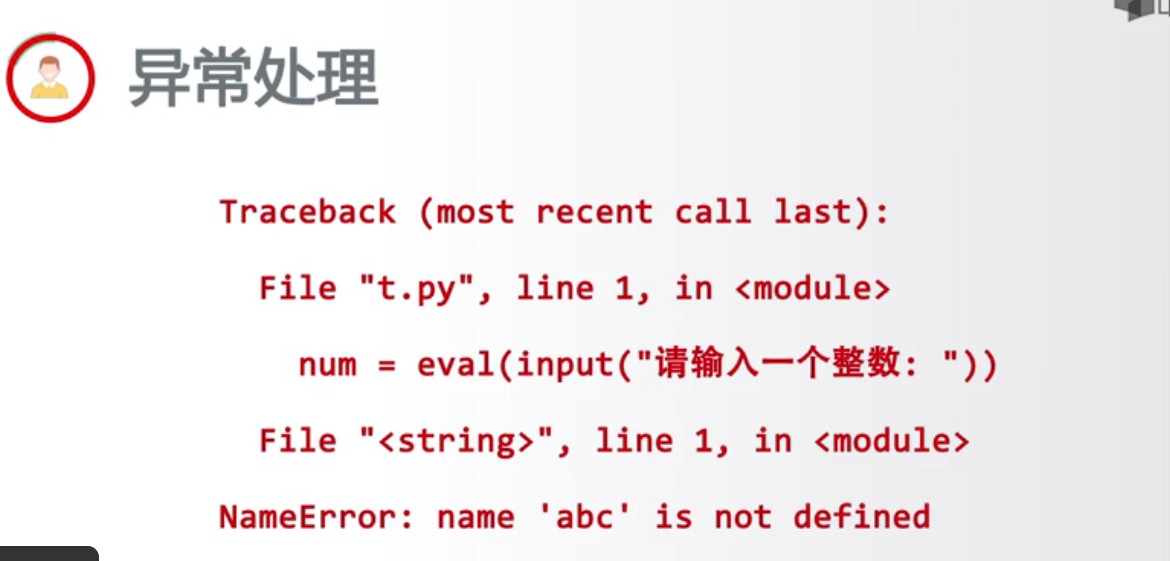 异常处理
Traceback (most recent call last):
File "t.py", line 1, in <module>
num = eval(input("请输入一个整数: "))
File "<string>", line 1, in <module>
NameError: name 'abc' is not defined